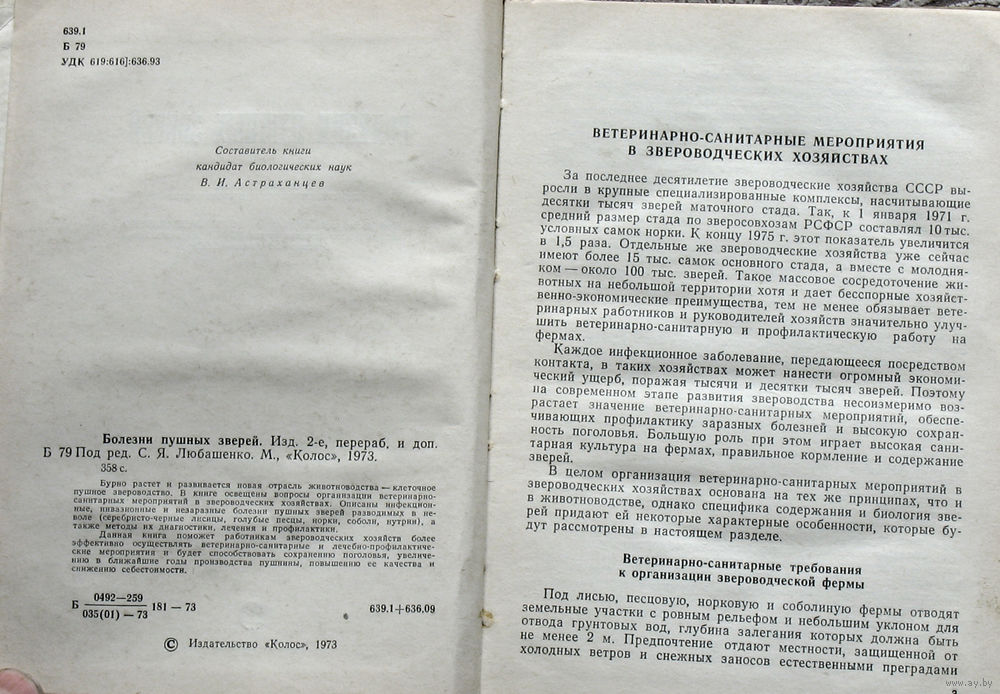 639.1
Б 79
УДК 619:616]:636.93
Составитель книги
кандидат биологических наук
В. И. Астраханцев
Болезни пушных зверей. Изд. 2-е, перераб. и доп.
Б 79 Под ред. С. Я. Любашенко. М., «Колос», 1973.
358 с.
Бурно растет и развивается новая отрасль животноводства — клеточное
пушное звероводство. В книге освещены вопросы организации ветеринарно-
санитарных мероприятий в звероводческих хозяйствах. Описаны инфекцион-
ные, инвазионные и незаразные болезни пушных зверей разводимых в не-
воле (серебристо-черные лисицы, голубые песцы, норки, соболи, нутрии), а
также методы их диагностики, лечения и профилактики.
Данная книга поможет работникам звероводческих хозяйств более
эффективно осуществлять ветеринарно-санитарные и лечебно-профилактиче-
ские мероприятия и будет способствовать сохранению поголовья, увеличе-
нию в ближайшие годы производства пушнины, повышению ее качества и
снижению себестоимости.
Б 0492—259
035(01) — 73 181 — 73
639.1+636.09
© Издательство «Колос», 1973
ВЕТЕРИНАРНО-САНИТАРНЫЕ МЕРОПРИЯТИЯ
В ЗВЕРОВОДЧЕСКИХ ХОЗЯЙСТВАХ
За последнее десятилетие звероводческие хозяйства СССР вы-
росли в крупные специализированные комплексы, насчитывающие
десятки тысяч зверей маточного стада. Так, к 1 января 1971 г.
средний размер стада по зверосовхозам РСФСР составлял 10 тыс.
условных самок норки. К концу 1975 г. этот показатель увеличится
в 1,5 раза. Отдельные же звероводческие хозяйства уже сейчас
имеют более 15 тыс. самок основного стада, а вместе с молодня-
ком — около 100 тыс. зверей. Такое массовое сосредоточение жи-
вотных на небольшой территории хотя и дает бесспорные хозяйст-
венно-экономические преимущества, тем не менее обязывает вете-
ринарных работников и руководителей хозяйств значительно улуч-
шить ветеринарно-санитарную и профилактическую работу на
фермах.
Каждое инфекционное заболевание, передающееся посредством
контакта, в таких хозяйствах может нанести огромный экономи-
ческий ущерб, поражая тысячи и десятки тысяч зверей. Поэтому
на современном этапе развития звероводства несоизмеримо воз-
растает значение ветеринарно-санитарных мероприятий, обеспе-
чивающих профилактику заразных болезней и высокую сохран-
ность поголовья. Большую роль при этом играет высокая сани-
тарная культура на фермах, правильное кормление и содержание
зверей.
В целом организация ветеринарно-санитарных мероприятий в
звероводческих хозяйствах основана на тех же принципах, что и
в животноводстве, однако специфика содержания и биология зве-
рей придают ей некоторые характерные особенности, которые бу-
дут рассмотрены в настоящем разделе.
Ветеринарно-санитарные требования
к организации звероводческой фермы
Под лисью, песцовую, норковую и соболиную фермы отводят
земельные участки с ровным рельефом и небольшим уклоном для
отвода грунтовых вод, глубина залегания которых должна быть
не менее 2 м. Предпочтение отдают местности, защищенной от
холодных ветров и снежных заносов естественными преградами
3
www.ay.by